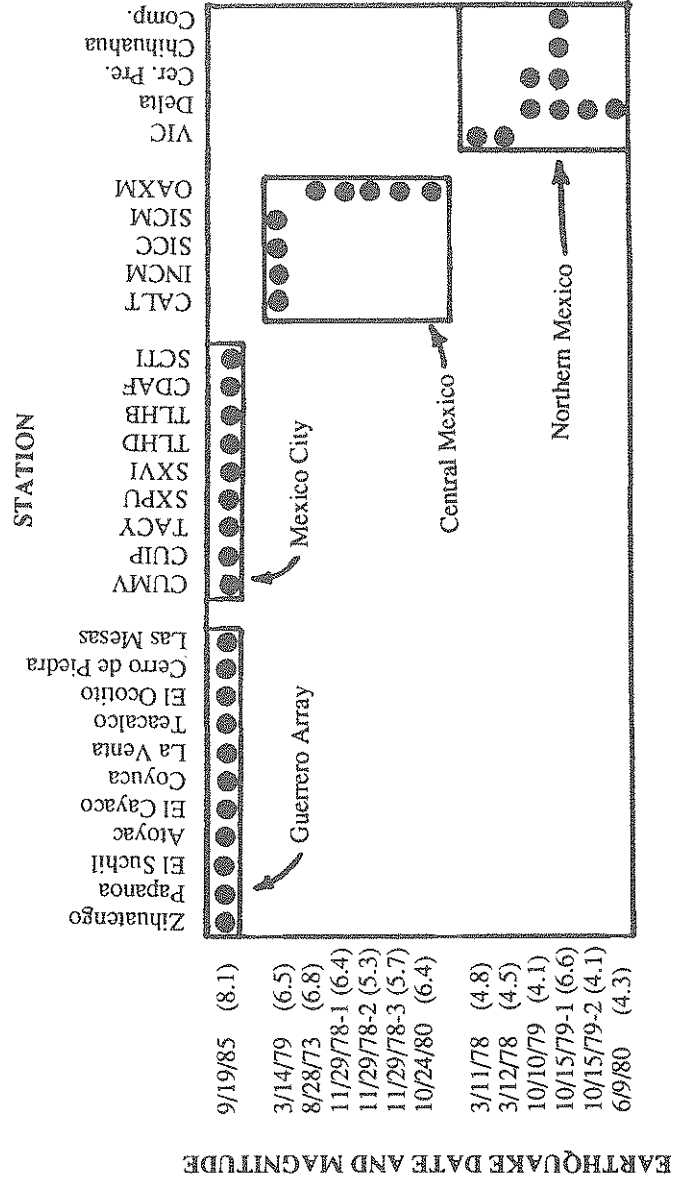 STATION
Zihuatengo
Papanoa
El Suchil
Atoyac
El Cayaco
Coyuca
La Venta
Teacalco
El Ocotito
Cerro de Piedra
Las Mesas
CUMV
CUIP
TACY
SXPU
SXVI
TLHD
TLHB
CDAF
SCTI
CALT
INCM
SICC
SICM
OAXM
VIC
Delta
Cer. Pre.
Chihuahua
Comp.
EARTHQUAKE DATE AND MAGNITUDE
9/19/85 (8.1)
3/14/79 (6.5)
8/28/73 (6.8)
11/29/78-1 (6.4)
11/29/78-2 (5.3)
11/29/78-3 (5.7)
10/24/80 (6.4)
3/11/78 (4.8)
3/12/78 (4.5)
10/10/79 (4.1)
10/15/79-1 (6.6)
10/15/79-2 (4.1)
6/9/80 (4.3)
Guerrero Array
Mexico City
Central Mexico
Northern Mexico